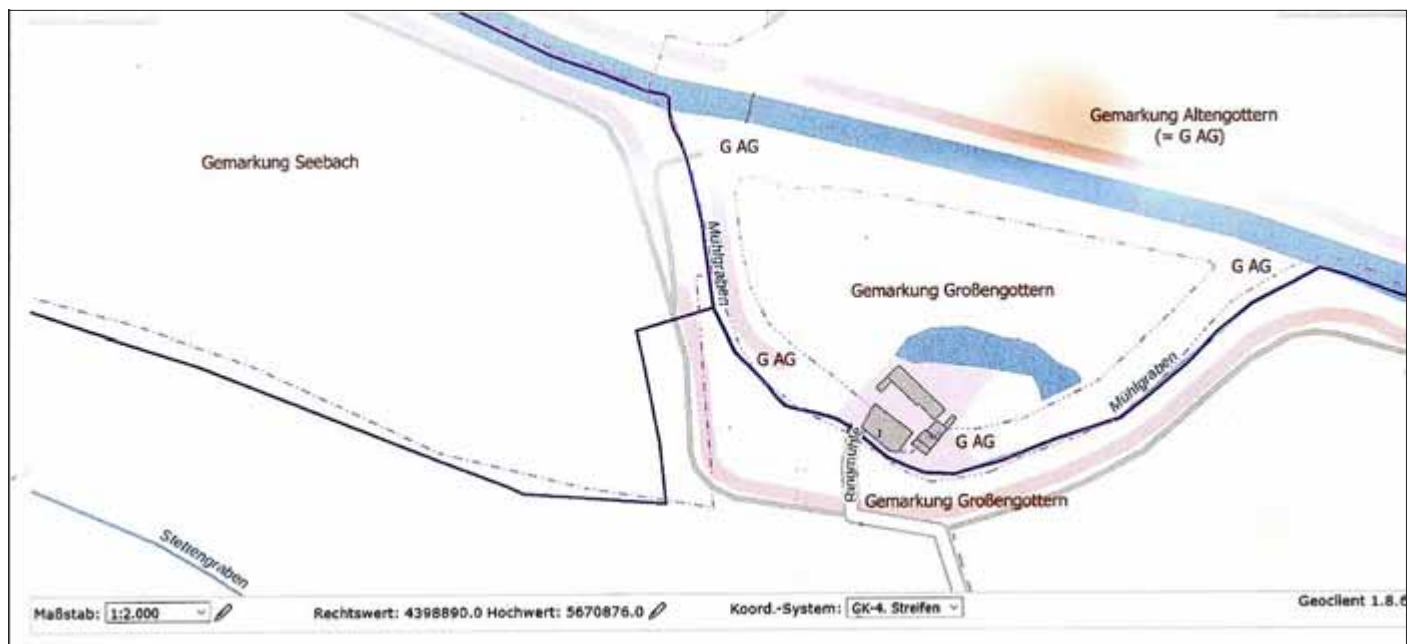 Gemarkung Altengottern
(= G AG)
G AG
Gemarkung Seebach
Mühlgraben
G AG
Gemarkung Großengottern
G AG
Mühlgraben
G AG
Ringmühle
Gemarkung Großengottern
Stettengraben
Maßstab: 1:2.000
Rechtswert: 4398890.0 Hochwert: 5670876.0
Koord.-System: GK-4. Streifen
Geoclient 1.8.6